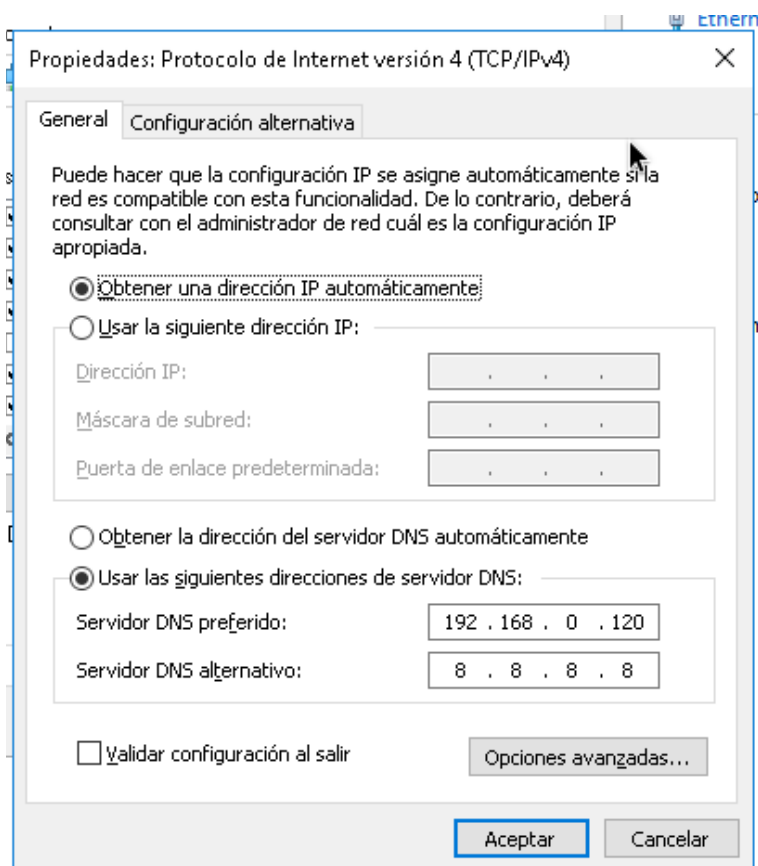 Propiedades: Protocolo de Internet versión 4 (TCP/IPv4)
General
Configuración alternativa
Puede hacer que la configuración IP se asigne automáticamente si la
red es compatible con esta funcionalidad. De lo contrario, deberá
consultar con el administrador de red cuál es la configuración IP
apropiada.
Obtener una dirección IP automáticamente
Usar la siguiente dirección IP:
Dirección IP: . . .
Máscara de subred: . . .
Puerta de enlace predeterminada: . . .
Obtener la dirección del servidor DNS automáticamente
Usar las siguientes direcciones de servidor DNS:
Servidor DNS preferido: 192 . 168 . 0 . 120
Servidor DNS alternativo: 8 . 8 . 8 . 8
Validar configuración al salir
Opciones avanzadas...
Aceptar
Cancelar